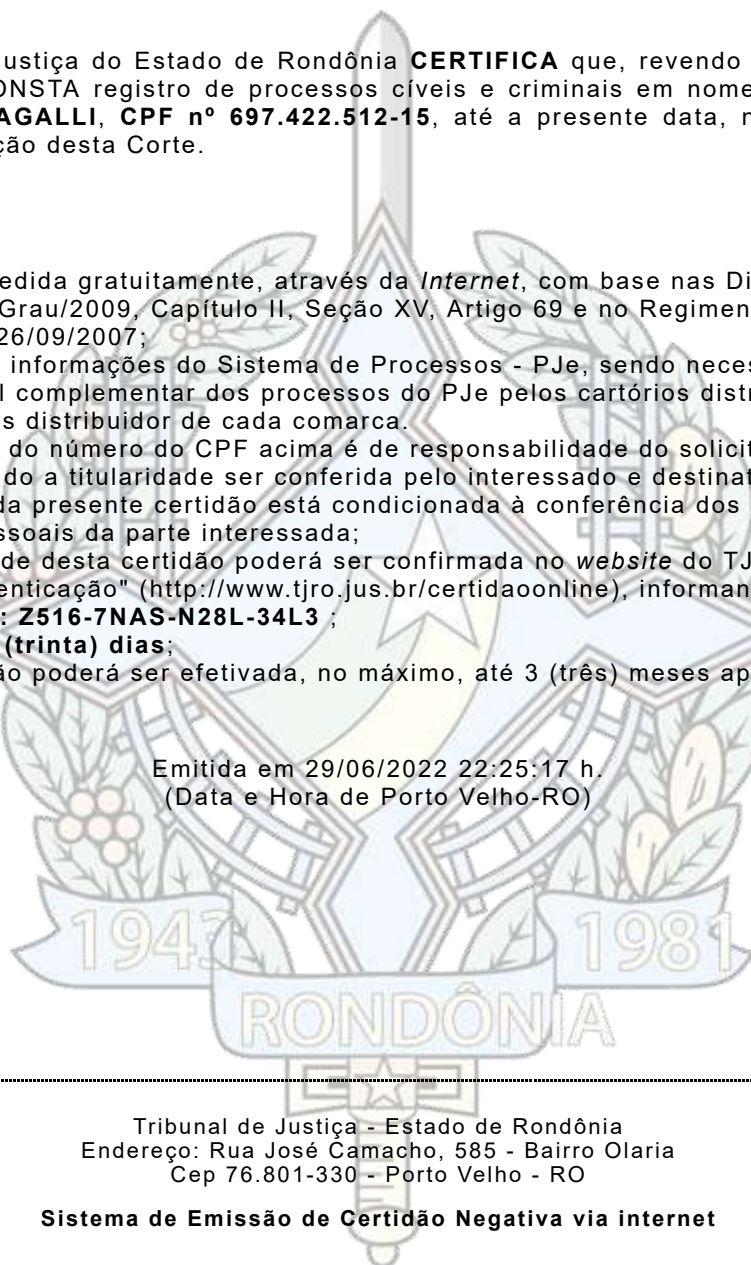 ustiça do Estado de Rondônia CERTIFICA que, revendo
ONSTA registro de processos cíveis e criminais em nome
AGALLI, CPF nº 697.422.512-15, até a presente data, n
ção desta Corte.
edida gratuitamente, através da Internet, com base nas Di
Grau/2009, Capítulo II, Seção XV, Artigo 69 e no Regimen
26/09/2007;
informações do Sistema de Processos - PJe, sendo neces
l complementar dos processos do PJe pelos cartórios distr
s distribuidor de cada comarca.
do número do CPF acima é de responsabilidade do solicit
do a titularidade ser conferida pelo interessado e destinat
da presente certidão está condicionada à conferência dos
ssoais da parte interessada;
de desta certidão poderá ser confirmada no website do TJ
enticação" (http://www.tjro.jus.br/certidaoonline), informan
: Z516-7NAS-N28L-34L3 ;
(trinta) dias;
ão poderá ser efetivada, no máximo, até 3 (três) meses ap
Emitida em 29/06/2022 22:25:17 h.
(Data e Hora de Porto Velho-RO)
1943
1981
RONDÔNIA
Tribunal de Justiça - Estado de Rondônia
Endereço: Rua José Camacho, 585 - Bairro Olaria
Cep 76.801-330 - Porto Velho - RO
Sistema de Emissão de Certidão Negativa via internet